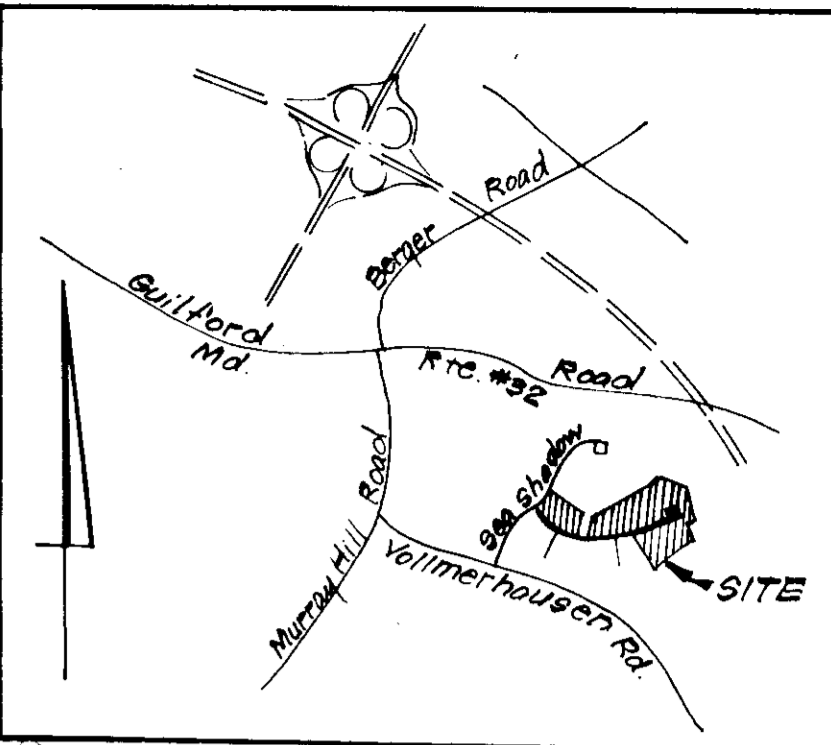 Berger Road
Guilford Road
Md. Rte. #32
Sea Shadow
Murray Hill Road
Vollmerhausen Rd.
SITE